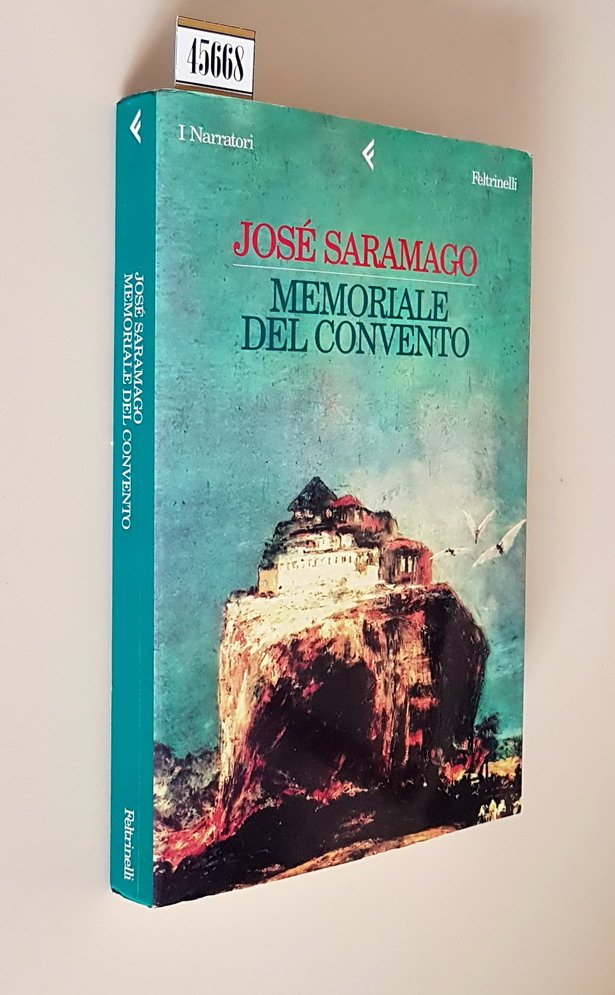 45668
I Narratori
Feltrinelli
JOSÉ SARAMAGO
MEMORIALE
DEL CONVENTO
JOSÉ SARAMAGO
MEMORIALE DEL CONVENTO
Feltrinelli